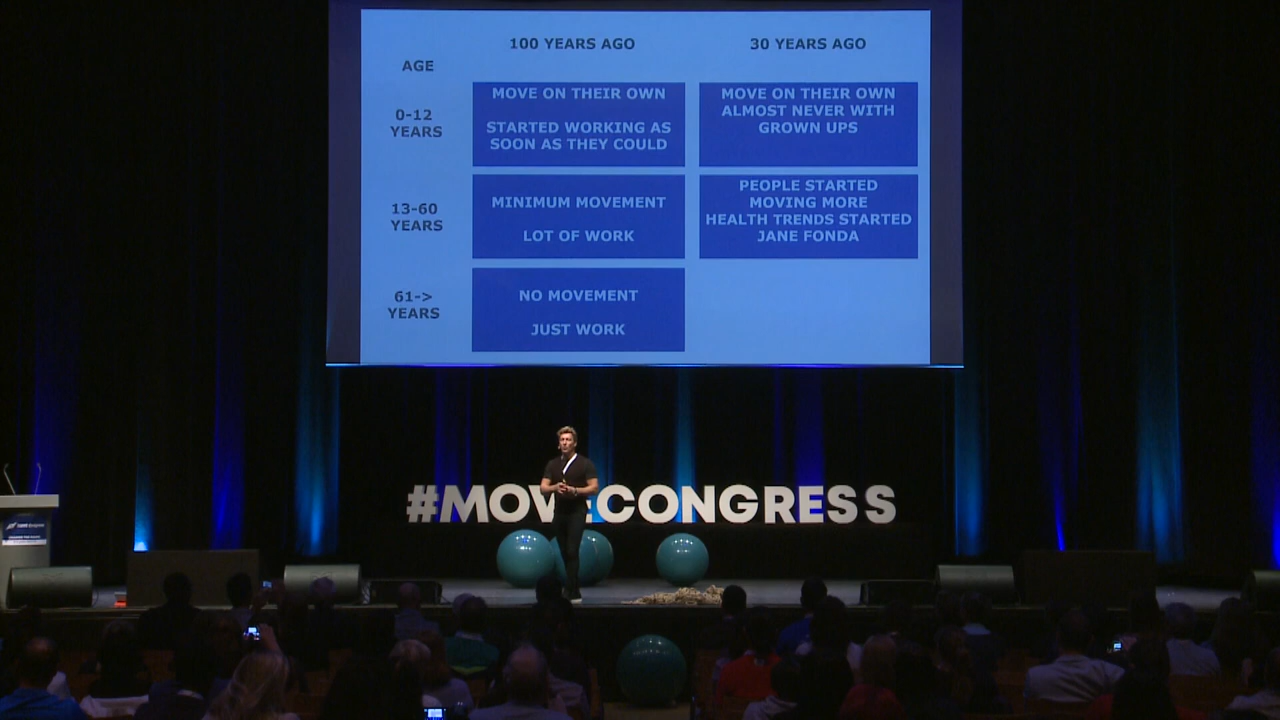 100 YEARS AGO
30 YEARS AGO
AGE
0-12
YEARS
MOVE ON THEIR OWN
STARTED WORKING AS
SOON AS THEY COULD
MOVE ON THEIR OWN
ALMOST NEVER WITH
GROWN UPS
13-60
YEARS
MINIMUM MOVEMENT
LOT OF WORK
PEOPLE STARTED
MOVING MORE
HEALTH TRENDS STARTED
JANE FONDA
61->
YEARS
NO MOVEMENT
JUST WORK
#MOVECONGRESS